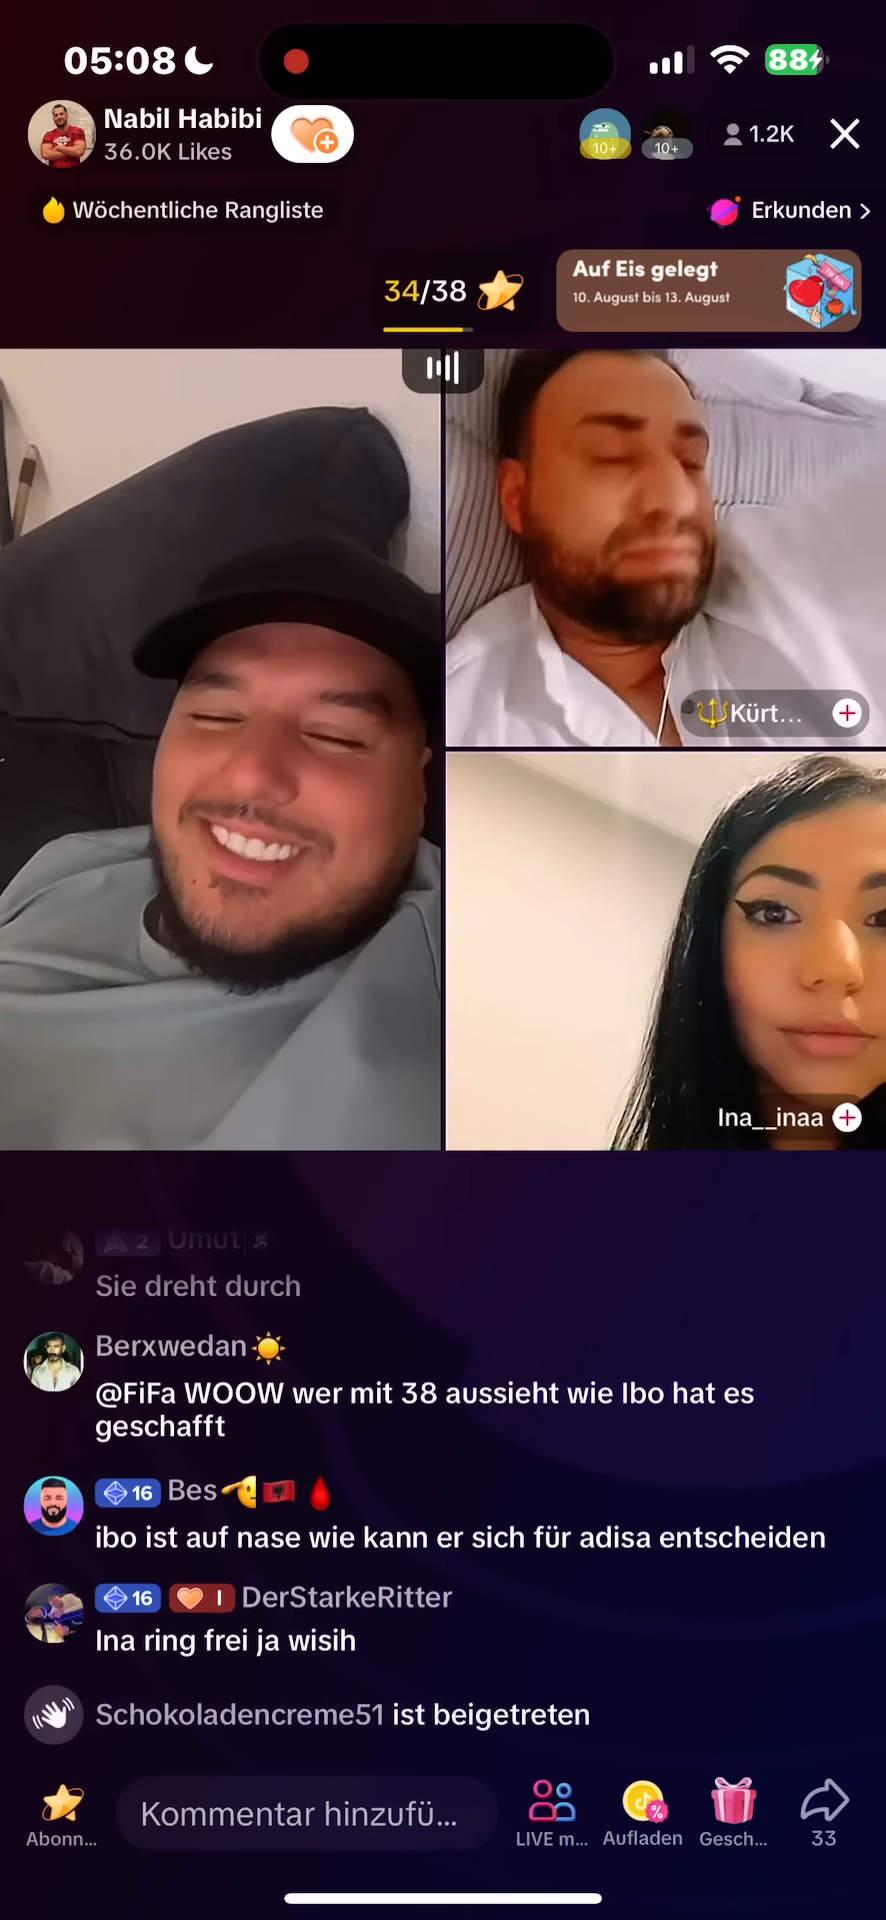 05:08
88
Nabil Habibi
36.0K Likes
10+
10+
1.2K
Wöchentliche Rangliste
Erkunden >
34/38
Auf Eis gelegt
10. August bis 13. August
Kürt...
Ina__inaa
2 Umut
Sie dreht durch
Berxwedan
@FiFa WOOW wer mit 38 aussieht wie Ibo hat es
geschafft
16 Bes
ibo ist auf nase wie kann er sich für adisa entscheiden
16 I DerStarkeRitter
Ina ring frei ja wisih
Schokoladencreme51 ist beigetreten
Kommentar hinzufü...
Abonn...
LIVE m...
Aufladen
Gesch...
33